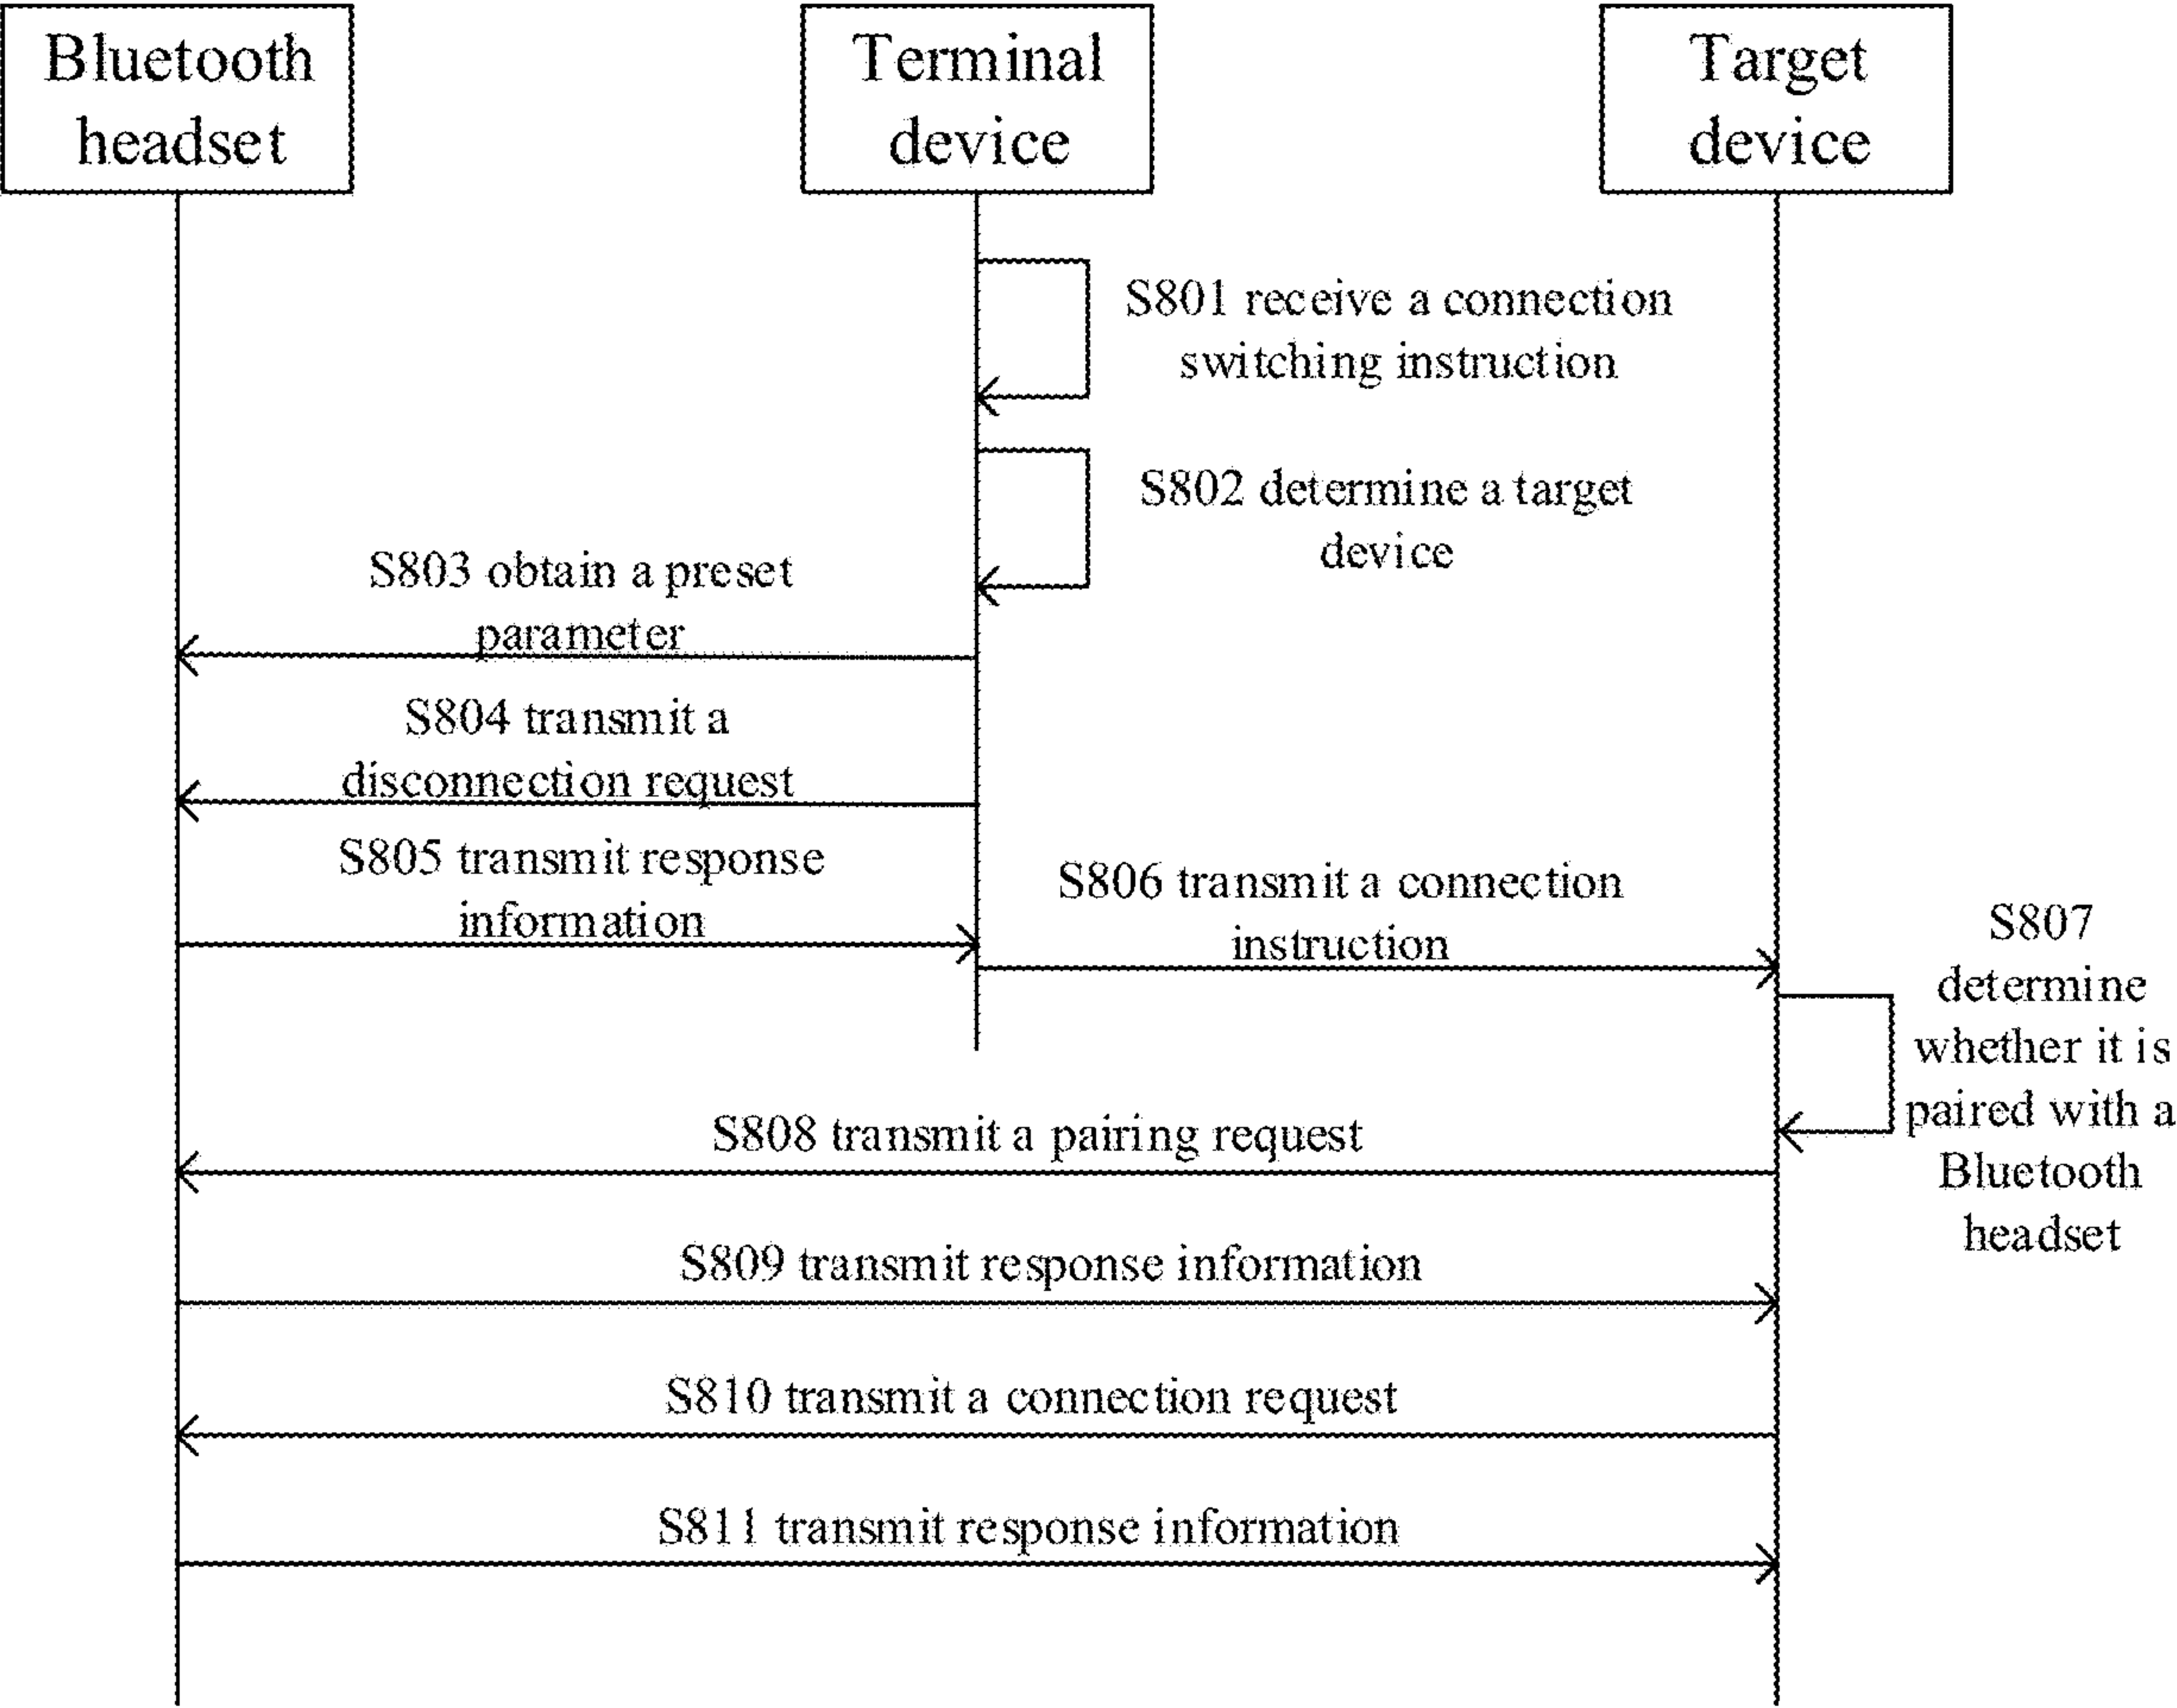 Bluetooth
headset
Terminal
device
Target
device
S801 receive a connection
switching instruction
S802 determine a target
device
S803 obtain a preset
parameter
S804 transmit a
disconnection request
S805 transmit response
information
S806 transmit a connection
instruction
S807
determine
whether it is
paired with a
Bluetooth
headset
S808 transmit a pairing request
S809 transmit response information
S810 transmit a connection request
S811 transmit response information